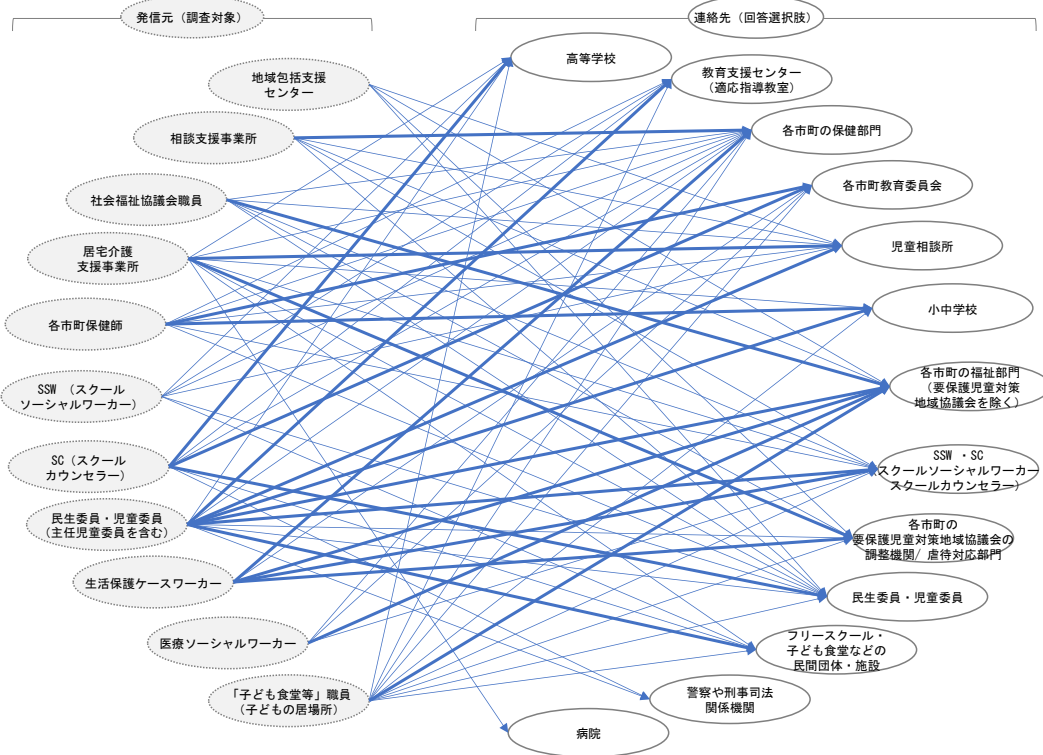 発信元（調査対象）
連絡先（回答選択肢）
地域包括支援
センター
相談支援事業所
社会福祉協議会職員
居宅介護
支援事業所
各市町保健師
SSW （スクール
ソーシャルワーカー）
SC（スクール
カウンセラー）
民生委員・児童委員
（主任児童委員を含む）
生活保護ケースワーカー
医療ソーシャルワーカー
「子ども食堂等」職員
（子どもの居場所）
高等学校
教育支援センター
（適応指導教室）
各市町の保健部門
各市町教育委員会
児童相談所
小中学校
各市町の福祉部門
（要保護児童対策
地域協議会を除く）
SSW ・SC
スクールソーシャルワーカー
スクールカウンセラー）
各市町の
要保護児童対策地域協議会の
調整機関/ 虐待対応部門
民生委員・児童委員
フリースクール・
子ども食堂などの
民間団体・施設
警察や刑事司法
関係機関
病院